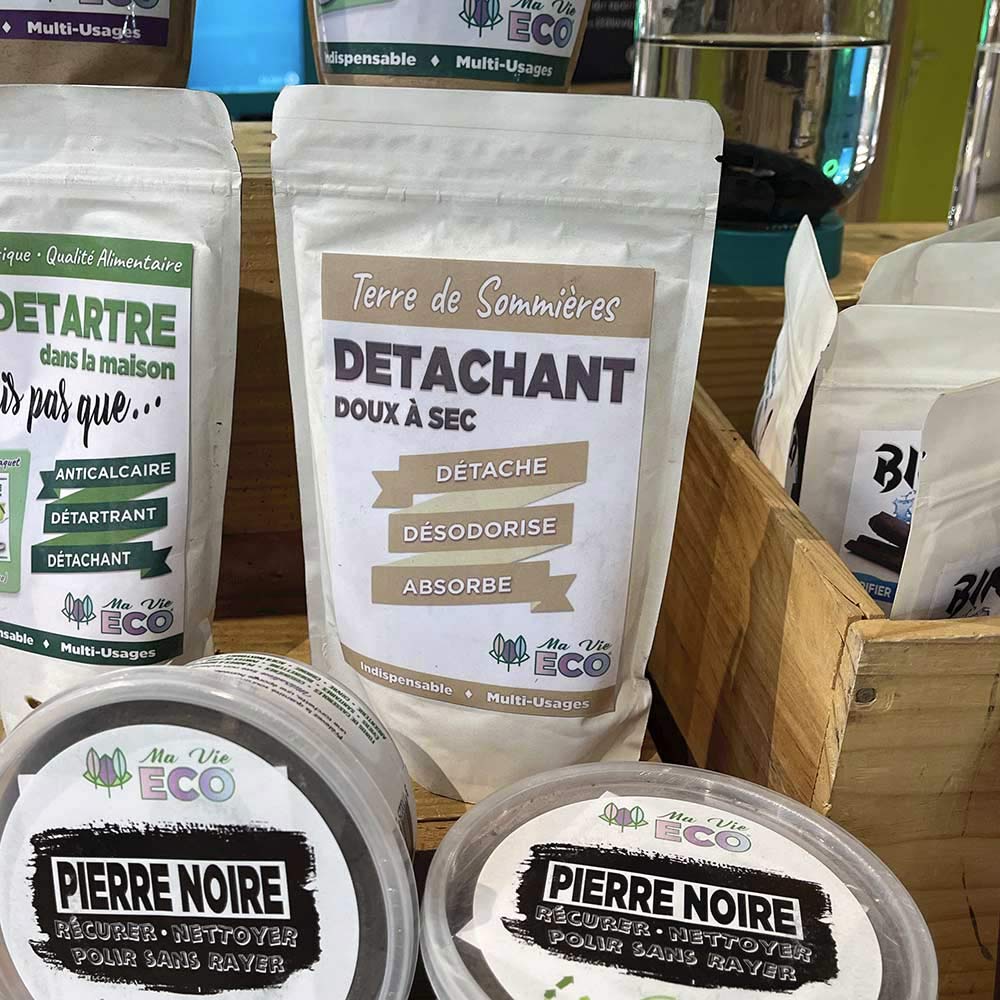 ECO
Multi-Usages
Ma Vie
ECO
Indispensable ♦ Multi-Usages
Qualité Alimentaire
DETARTRE
dans la maison
pas que...
ANTICALCAIRE
DÉTARTRANT
DÉTACHANT
Ma Vie
ECO
Multi-Usages
Terre de Sommières
DETACHANT
DOUX À SEC
DÉTACHE
DÉSODORISE
ABSORBE
Ma Vie
ECO
Indispensable ♦ Multi-Usages
Ma Vie
ECO
PIERRE NOIRE
RÉCURER • NETTOYER
POLIR SANS RAYER
Ma Vie
ECO
PIERRE NOIRE
RÉCURER • NETTOYER
POLIR SANS RAYER